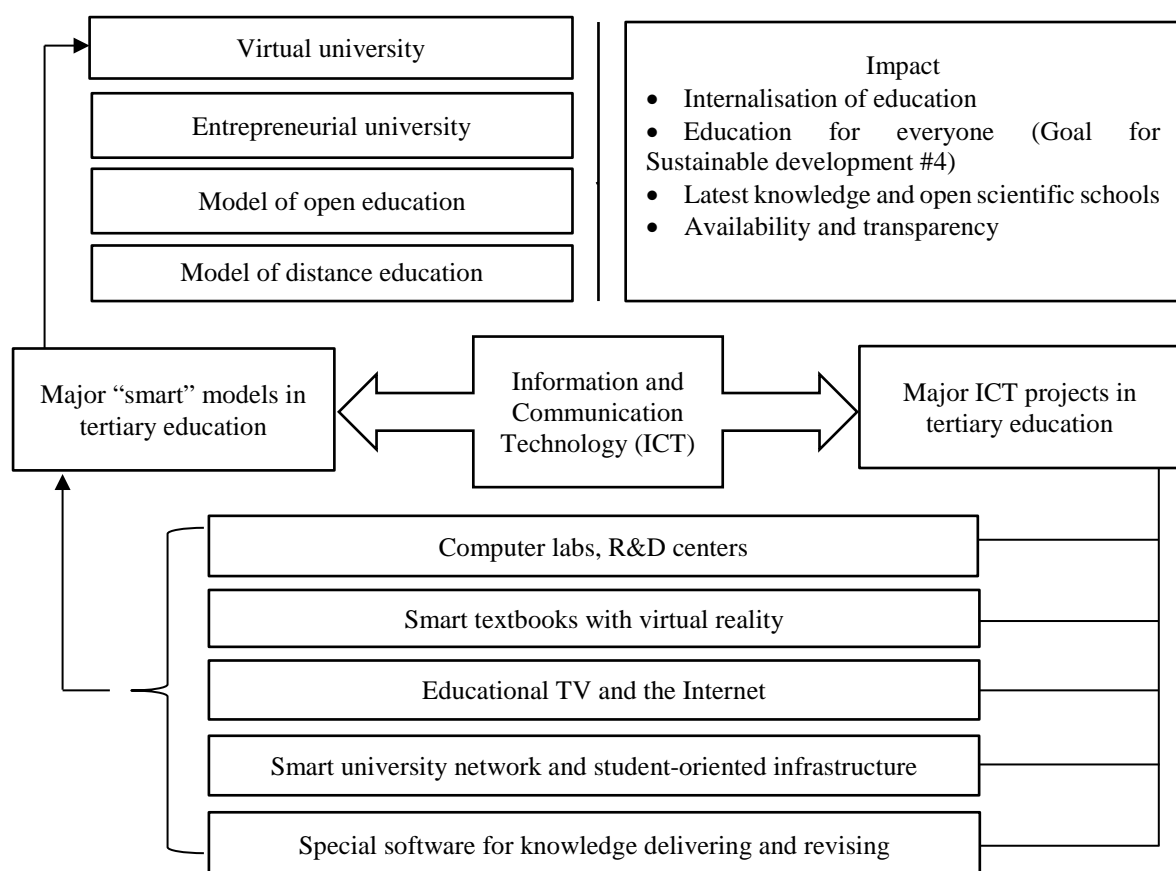 Virtual university
Entrepreneurial university
Model of open education
Model of distance education
Impact
• Internalisation of education
• Education for everyone (Goal for
Sustainable development #4)
• Latest knowledge and open scientific schools
• Availability and transparency
Major “smart” models in
tertiary education
Information and
Communication
Technology (ICT)
Major ICT projects in
tertiary education
Computer labs, R&D centers
Smart textbooks with virtual reality
Educational TV and the Internet
Smart university network and student-oriented infrastructure
Special software for knowledge delivering and revising